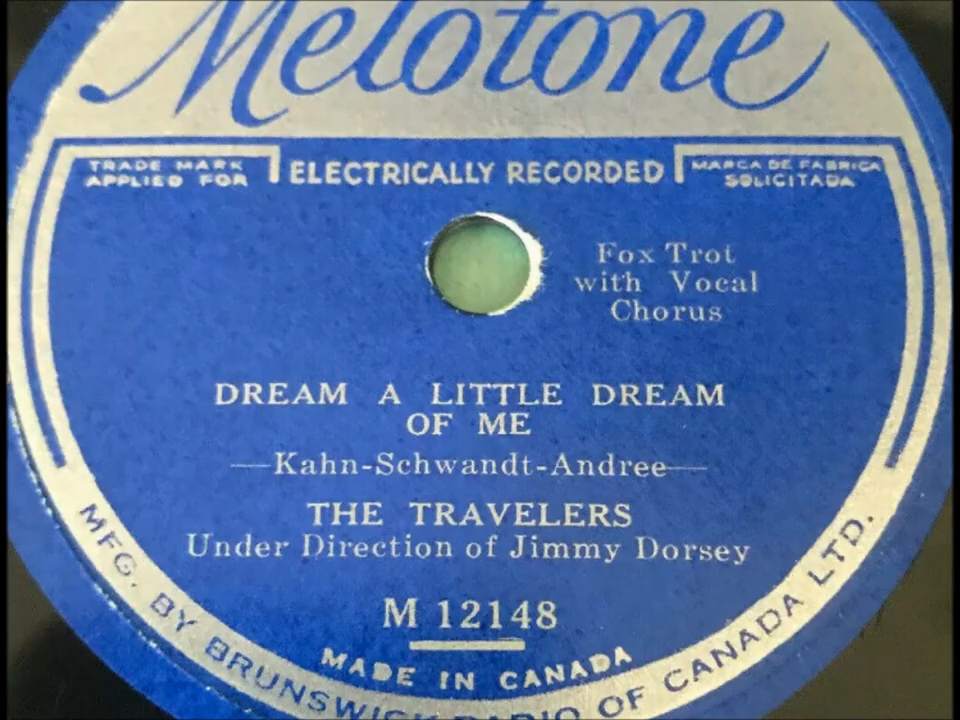 Melotone
TRADE MARK
APPLIED FOR
ELECTRICALLY RECORDED
MARCA DE FABRICA
SOLICITADA
Fox Trot
with Vocal
Chorus
DREAM A LITTLE DREAM
OF ME
—Kahn-Schwandt-Andree—
THE TRAVELERS
Under Direction of Jimmy Dorsey
M 12148
MADE IN CANADA
MFG. BY BRUNSWICK RADIO OF CANADA LTD.